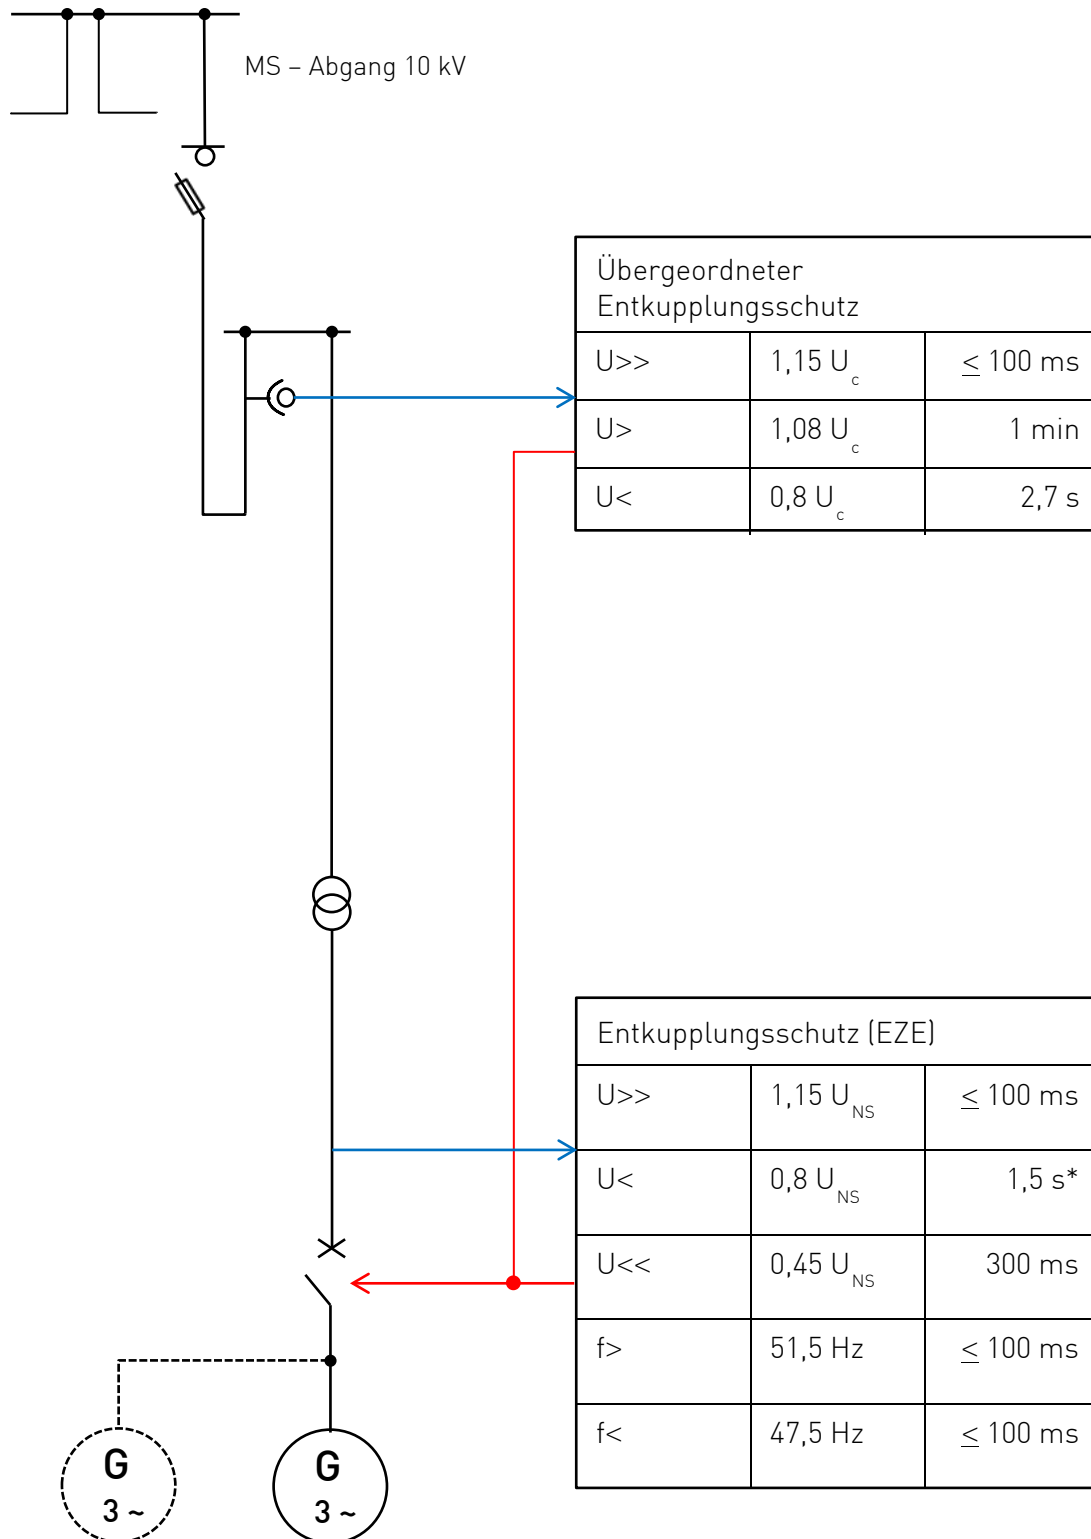 MS – Abgang 10 kV
Übergeordneter
Entkupplungsschutz
U>> 1,15 Uc ≤ 100 ms
U> 1,08 Uc 1 min
U< 0,8 Uc 2,7 s
Entkupplungsschutz (EZE)
U>> 1,15 UNS ≤ 100 ms
U< 0,8 UNS 1,5 s*
U<< 0,45 UNS 300 ms
f> 51,5 Hz ≤ 100 ms
f< 47,5 Hz ≤ 100 ms
G G
3 ~ 3 ~